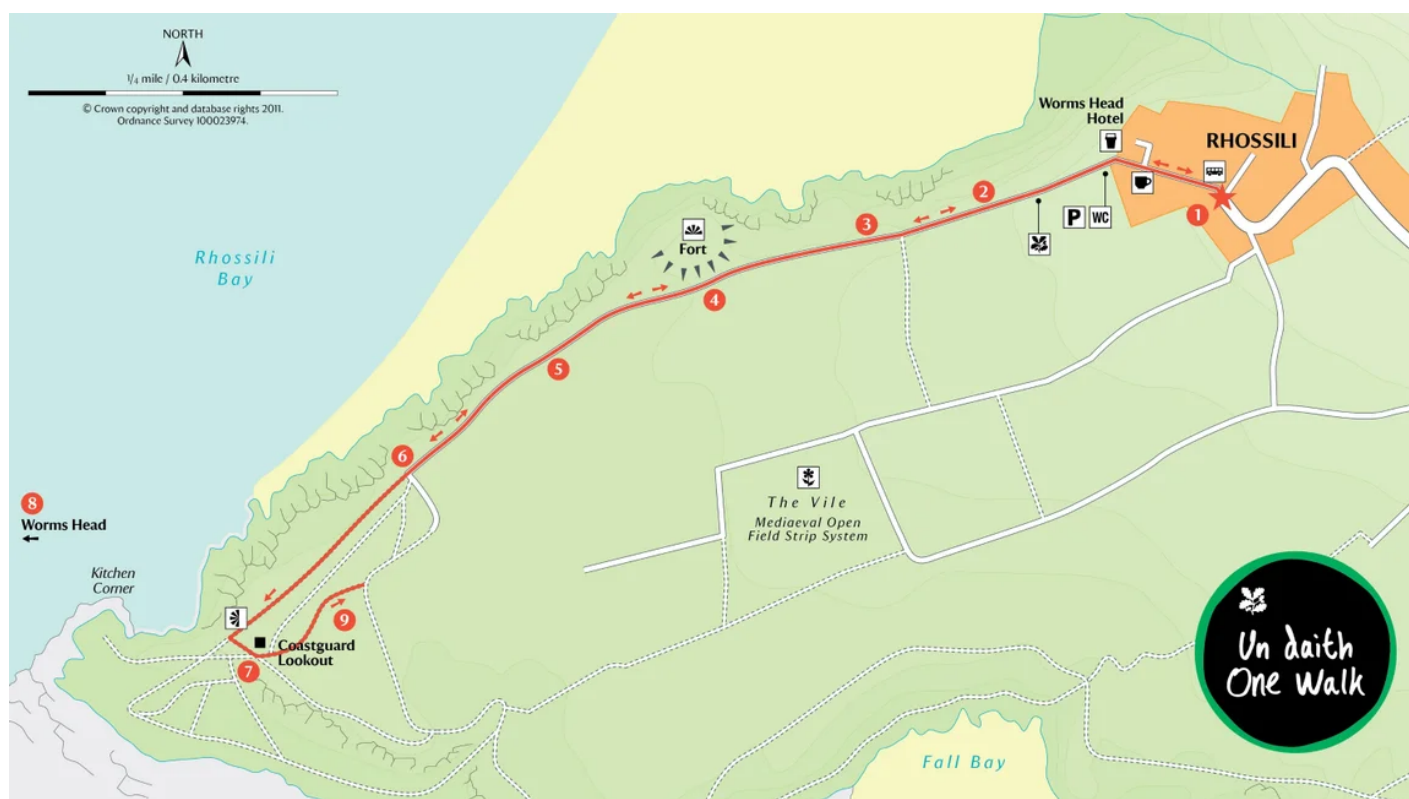 NORTH
1/4 mile / 0.4 kilometre
© Crown copyright and database rights 2011.
Ordnance Survey 100023974.
Worms Head
Hotel
RHOSSILI
1
2
P
WC
3
Fort
4
Rhossili
Bay
5
6
8
Worms Head
The Vile
Mediaeval Open
Field Strip System
Kitchen
Corner
9
Coastguard
Lookout
7
Un daith
One Walk
Fall Bay